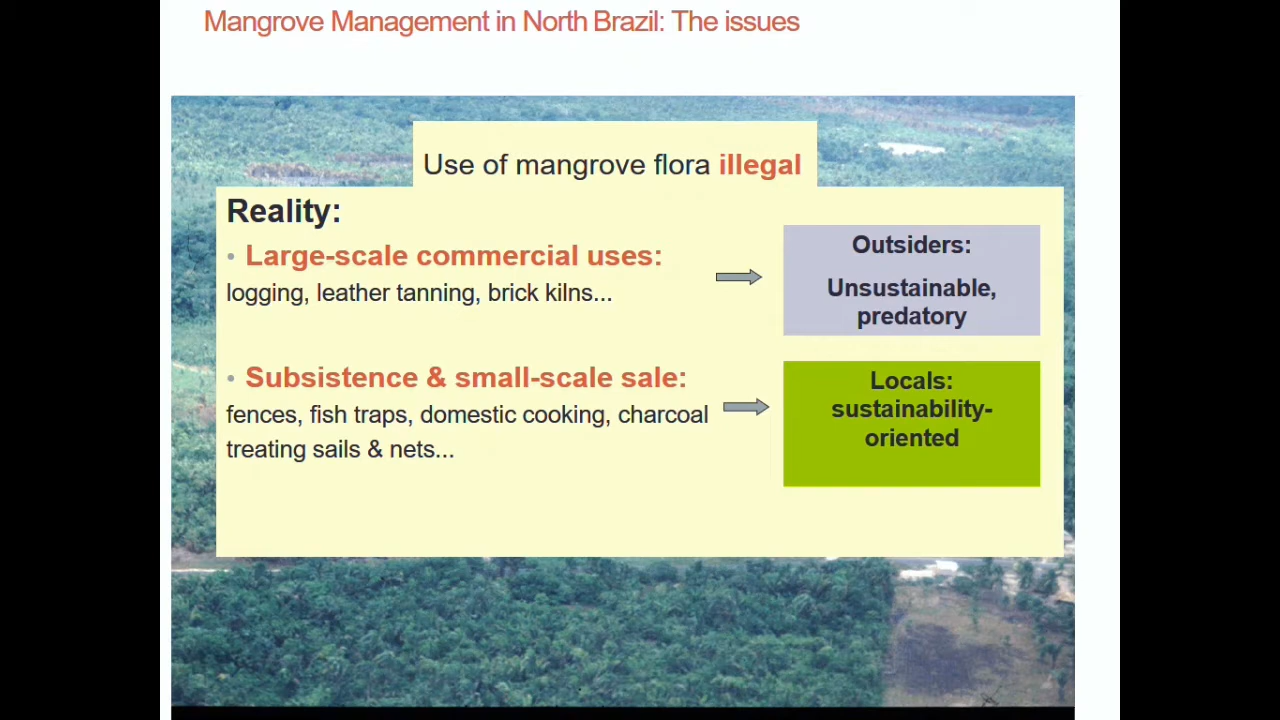 Mangrove Management in North Brazil: The issues
Use of mangrove flora illegal
Reality:
• Large-scale commercial uses:
logging, leather tanning, brick kilns...
Outsiders:
Unsustainable,
predatory
• Subsistence & small-scale sale:
fences, fish traps, domestic cooking, charcoal
treating sails & nets...
Locals:
sustainability-
oriented